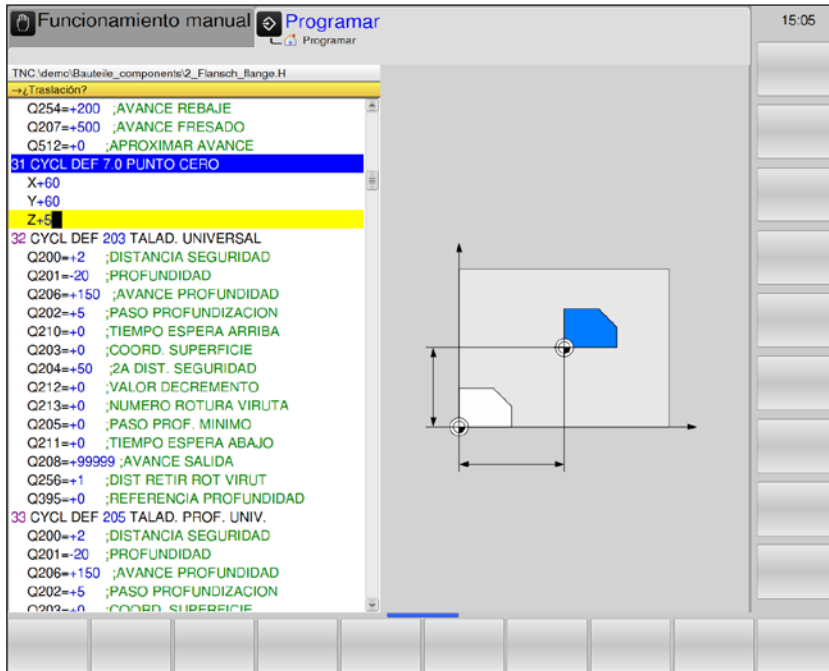 Funcionamiento manual
Programar
Programar
15:05
TNC:\demo\Bauteile_components\2_Flansch_flange.H
→¿Traslación?
Q254=+200 ;AVANCE REBAJE
Q207=+500 ;AVANCE FRESADO
Q512=+0 ;APROXIMAR AVANCE
31 CYCL DEF 7.0 PUNTO CERO
X+60
Y+60
Z+5
32 CYCL DEF 203 TALAD. UNIVERSAL
Q200=+2 ;DISTANCIA SEGURIDAD
Q201=-20 ;PROFUNDIDAD
Q206=+150 ;AVANCE PROFUNDIDAD
Q202=+5 ;PASO PROFUNDIZACION
Q210=+0 ;TIEMPO ESPERA ARRIBA
Q203=+0 ;COORD. SUPERFICIE
Q204=+50 ;2A DIST. SEGURIDAD
Q212=+0 ;VALOR DECREMENTO
Q213=+0 ;NUMERO ROTURA VIRUTA
Q205=+0 ;PASO PROF. MINIMO
Q211=+0 ;TIEMPO ESPERA ABAJO
Q208=+99999 ;AVANCE SALIDA
Q256=+1 ;DIST RETIR ROT VIRUT
Q395=+0 ;REFERENCIA PROFUNDIDAD
33 CYCL DEF 205 TALAD. PROF. UNIV.
Q200=+2 ;DISTANCIA SEGURIDAD
Q201=-20 ;PROFUNDIDAD
Q206=+150 ;AVANCE PROFUNDIDAD
Q202=+5 ;PASO PROFUNDIZACION
Q203=+0 ;COORD. SUPERFICIE